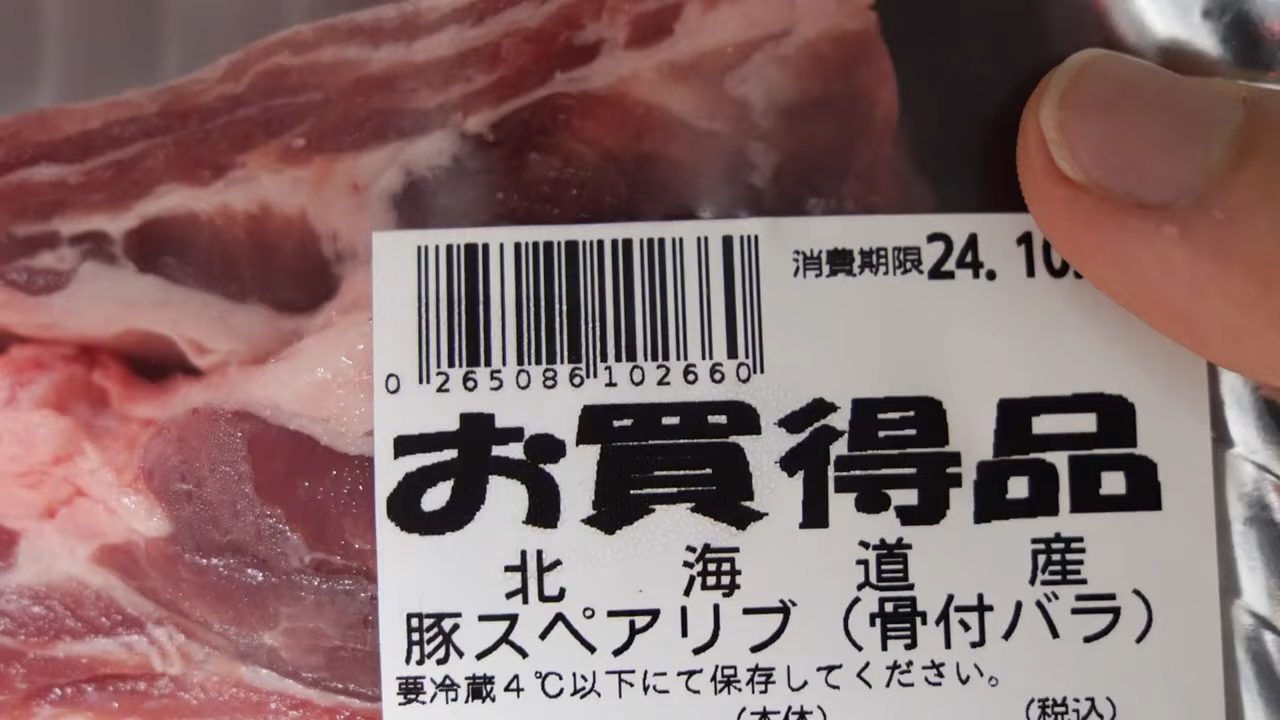 消費期限24. 10.
0 265086 102660
お買得品
北海道産
豚スペアリブ（骨付バラ）
要冷蔵4℃以下にて保存してください。
(本体) (税込)